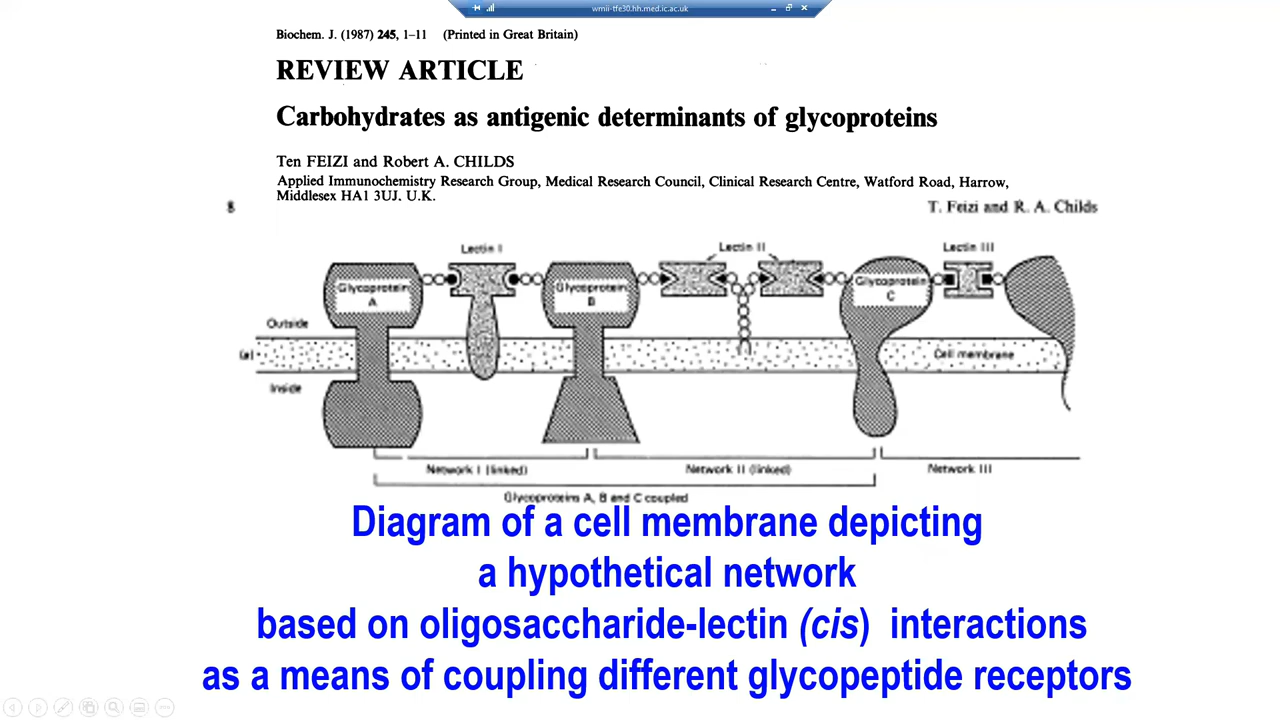 wmii-tfe30.hh.med.ic.ac.uk
Biochem. J. (1987) 245, 1–11 (Printed in Great Britain)
REVIEW ARTICLE
Carbohydrates as antigenic determinants of glycoproteins
Ten FEIZI and Robert A. CHILDS
Applied Immunochemistry Research Group, Medical Research Council, Clinical Research Centre, Watford Road, Harrow,
Middlesex HA1 3UJ, U.K.
8 T. Feizi and R. A. Childs
Lectin I Lectin II Lectin III
Glycoprotein A
Glycoprotein B
Glycoprotein C
Outside
(a)
Cell membrane
Inside
Network I (linked) Network II (linked) Network III
Glycoproteins A, B and C coupled
Diagram of a cell membrane depicting
a hypothetical network
based on oligosaccharide-lectin (cis) interactions
as a means of coupling different glycopeptide receptors